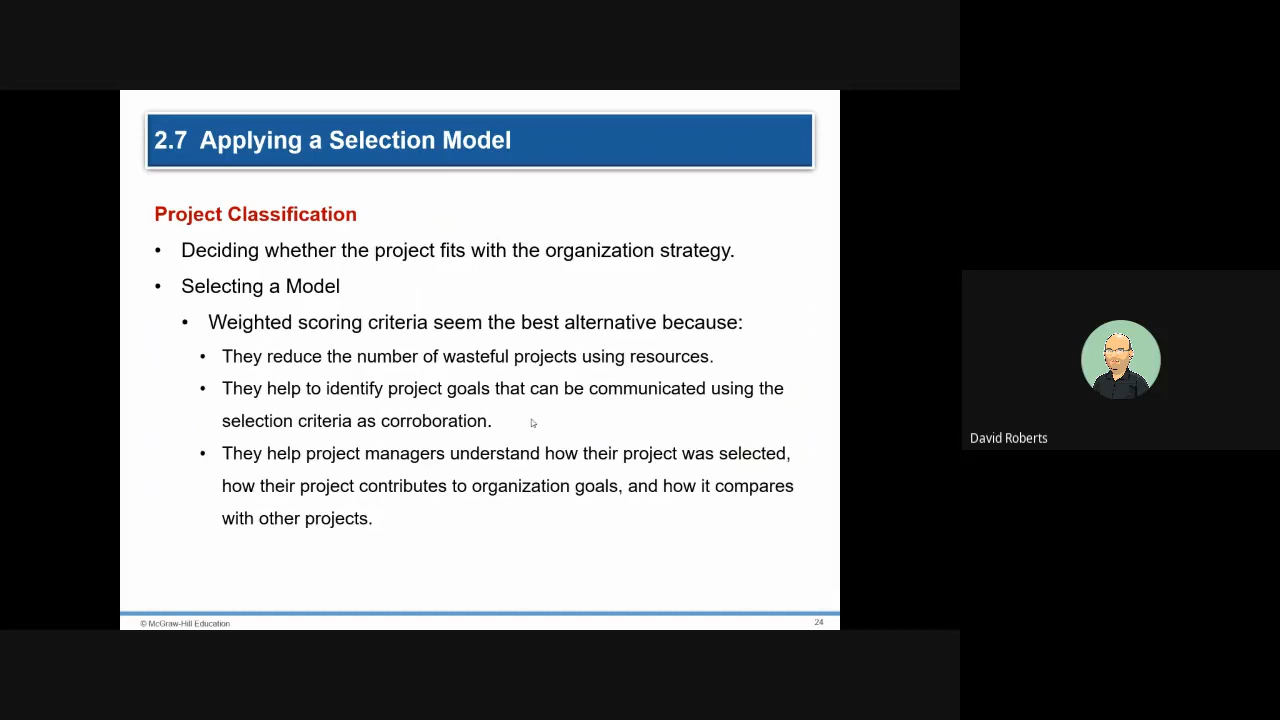 2.7 Applying a Selection Model
Project Classification
• Deciding whether the project fits with the organization strategy.
• Selecting a Model
• Weighted scoring criteria seem the best alternative because:
• They reduce the number of wasteful projects using resources.
• They help to identify project goals that can be communicated using the
selection criteria as corroboration.
• They help project managers understand how their project was selected,
how their project contributes to organization goals, and how it compares
with other projects.
© McGraw-Hill Education
24
David Roberts